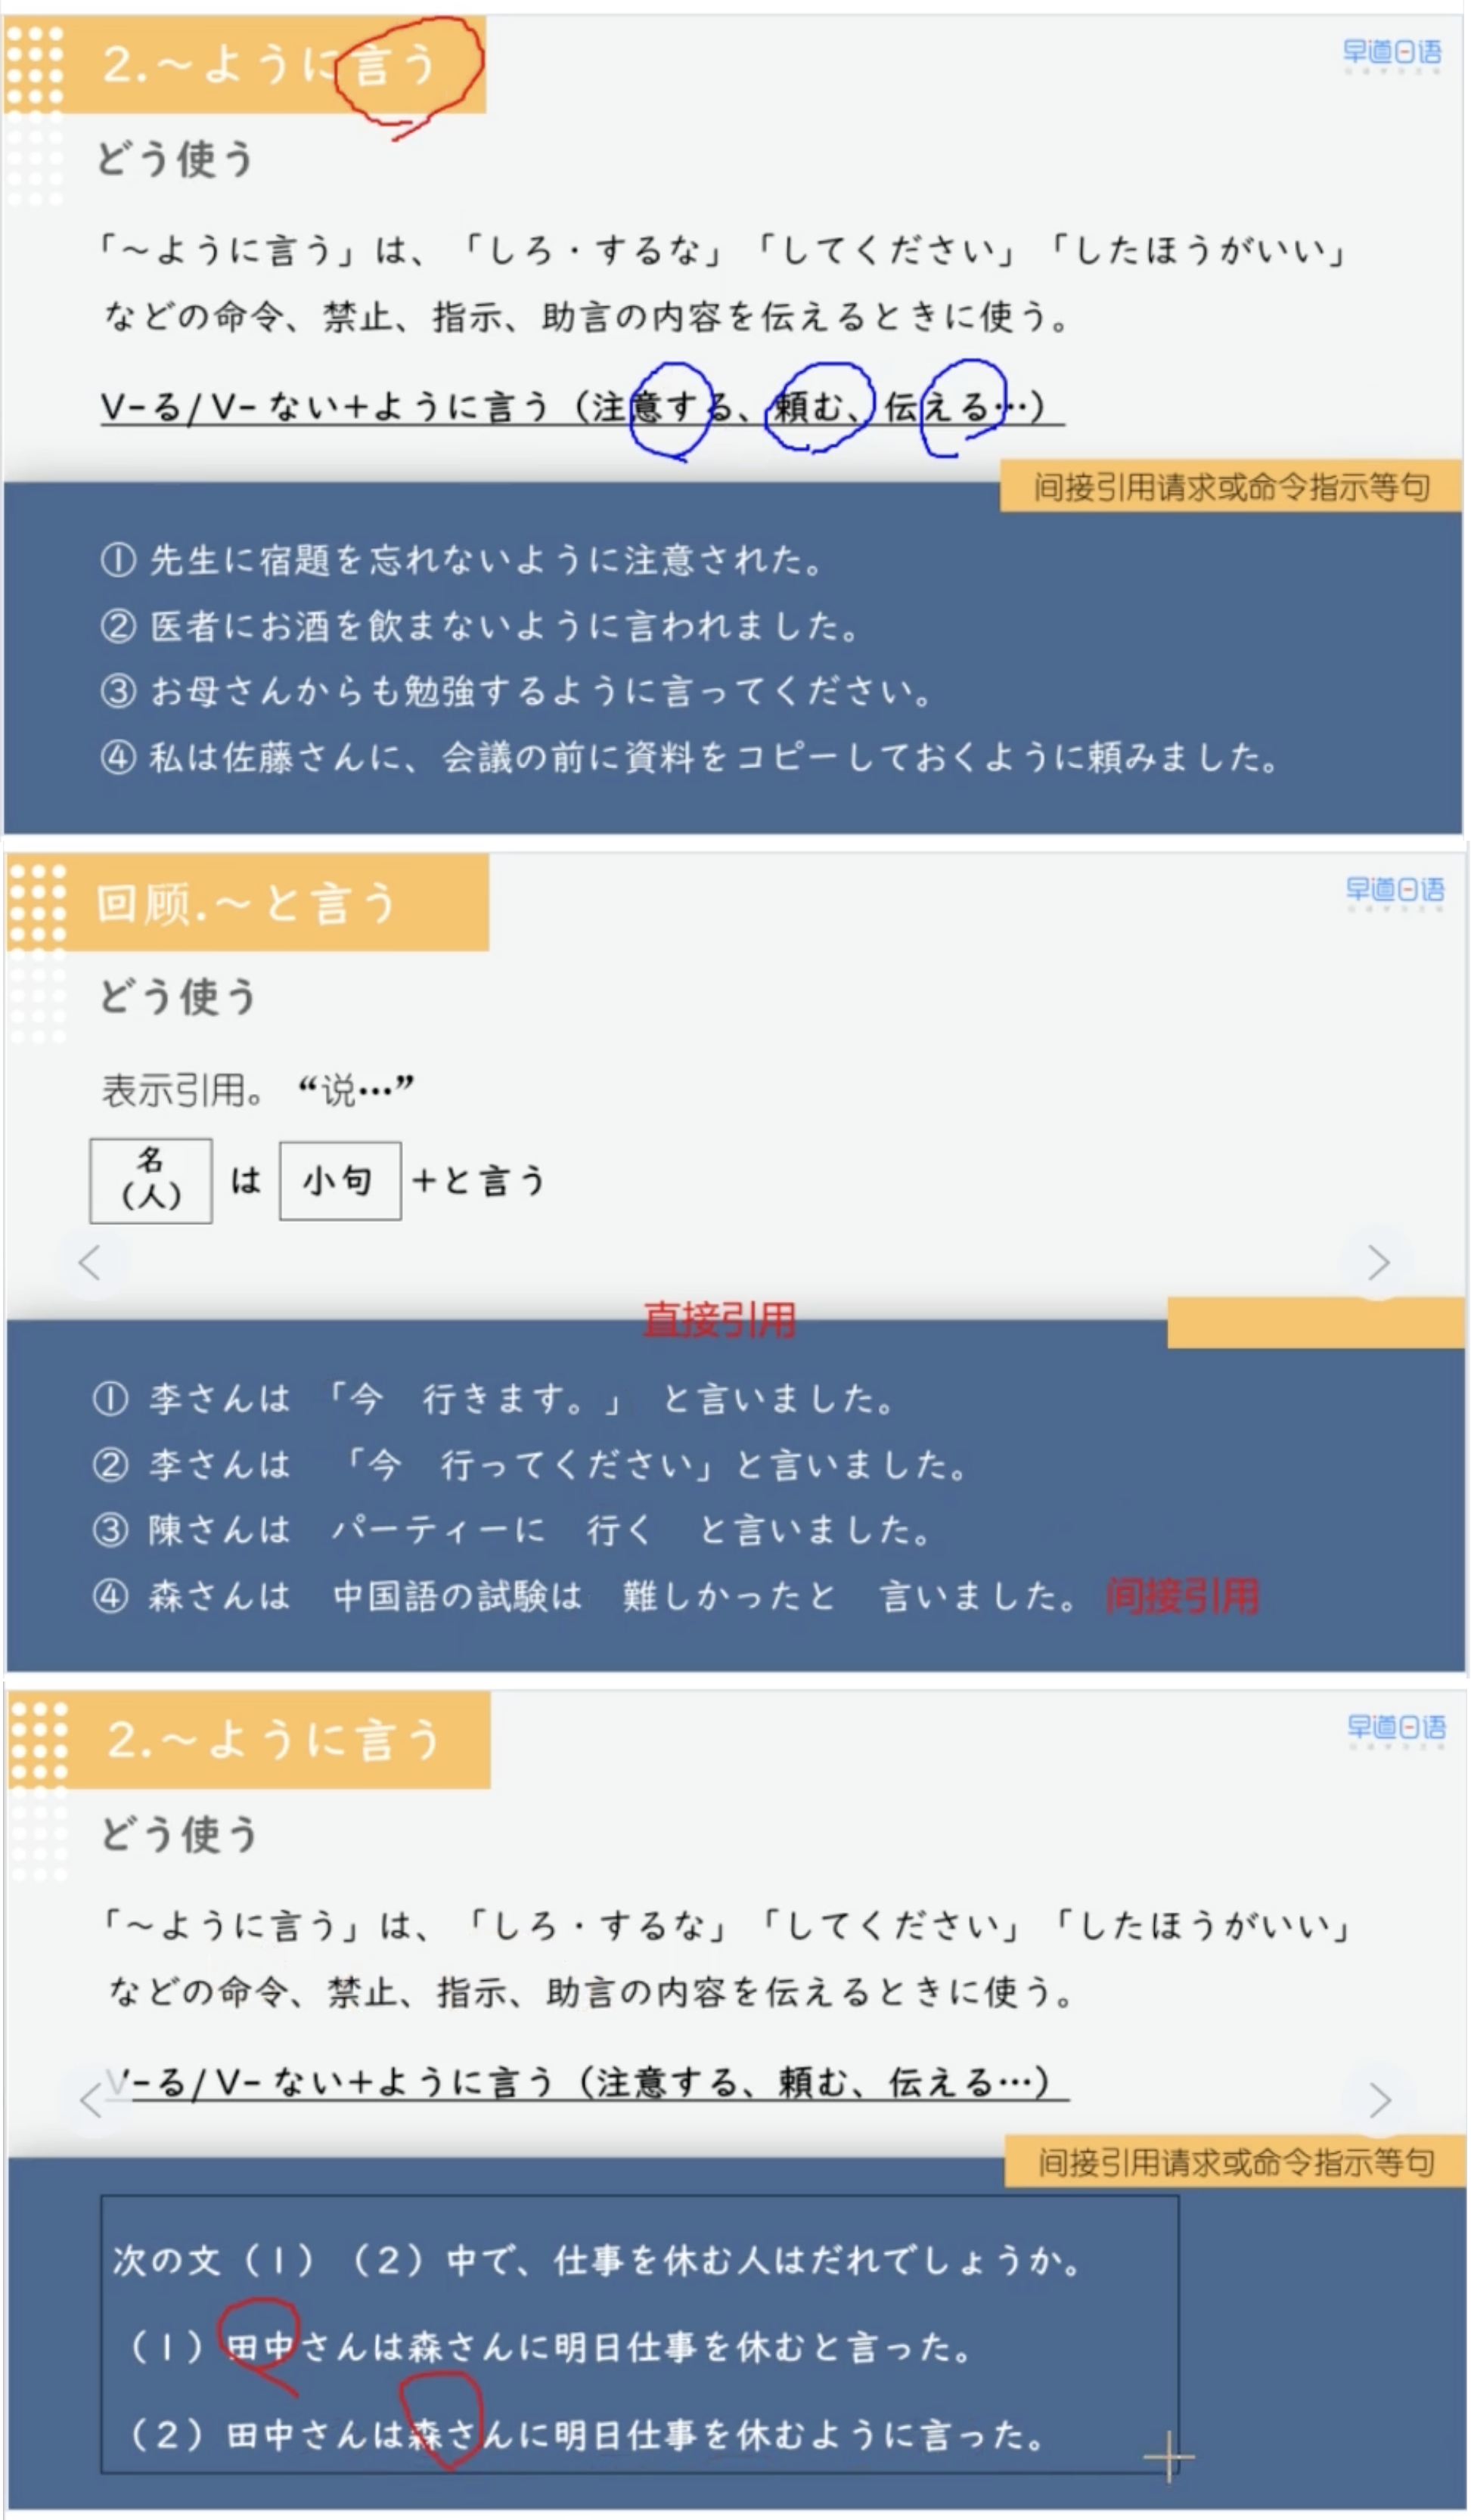 2.～ように言う
早道日语
どう使う
「～ように言う」は、「しろ・するな」「してください」「したほうがいい」
などの命令、禁止、指示、助言の内容を伝えるときに使う。
V-る/V-ない+ように言う（注意する、頼む、伝える…）
间接引用请求或命令指示等句
① 先生に宿題を忘れないように注意された。
② 医者にお酒を飲まないように言われました。
③ お母さんからも勉強するように言ってください。
④ 私は佐藤さんに、会議の前に資料をコピーしておくように頼みました。
回顾.～と言う
早道日语
どう使う
表示引用。“说…”
名
（人）
は 小句 +と言う
直接引用
① 李さんは 「今 行きます。」 と言いました。
② 李さんは 「今 行ってください」と言いました。
③ 陳さんは パーティーに 行く と言いました。
④ 森さんは 中国語の試験は 難しかったと 言いました。 间接引用
2.～ように言う
早道日语
どう使う
「～ように言う」は、「しろ・するな」「してください」「したほうがいい」
などの命令、禁止、指示、助言の内容を伝えるときに使う。
V-る/V-ない+ように言う（注意する、頼む、伝える…）
间接引用请求或命令指示等句
次の文（1）（2）中で、仕事を休む人はだれでしょうか。
（1）田中さんは森さんに明日仕事を休むと言った。
（2）田中さんは森さんに明日仕事を休むように言った。